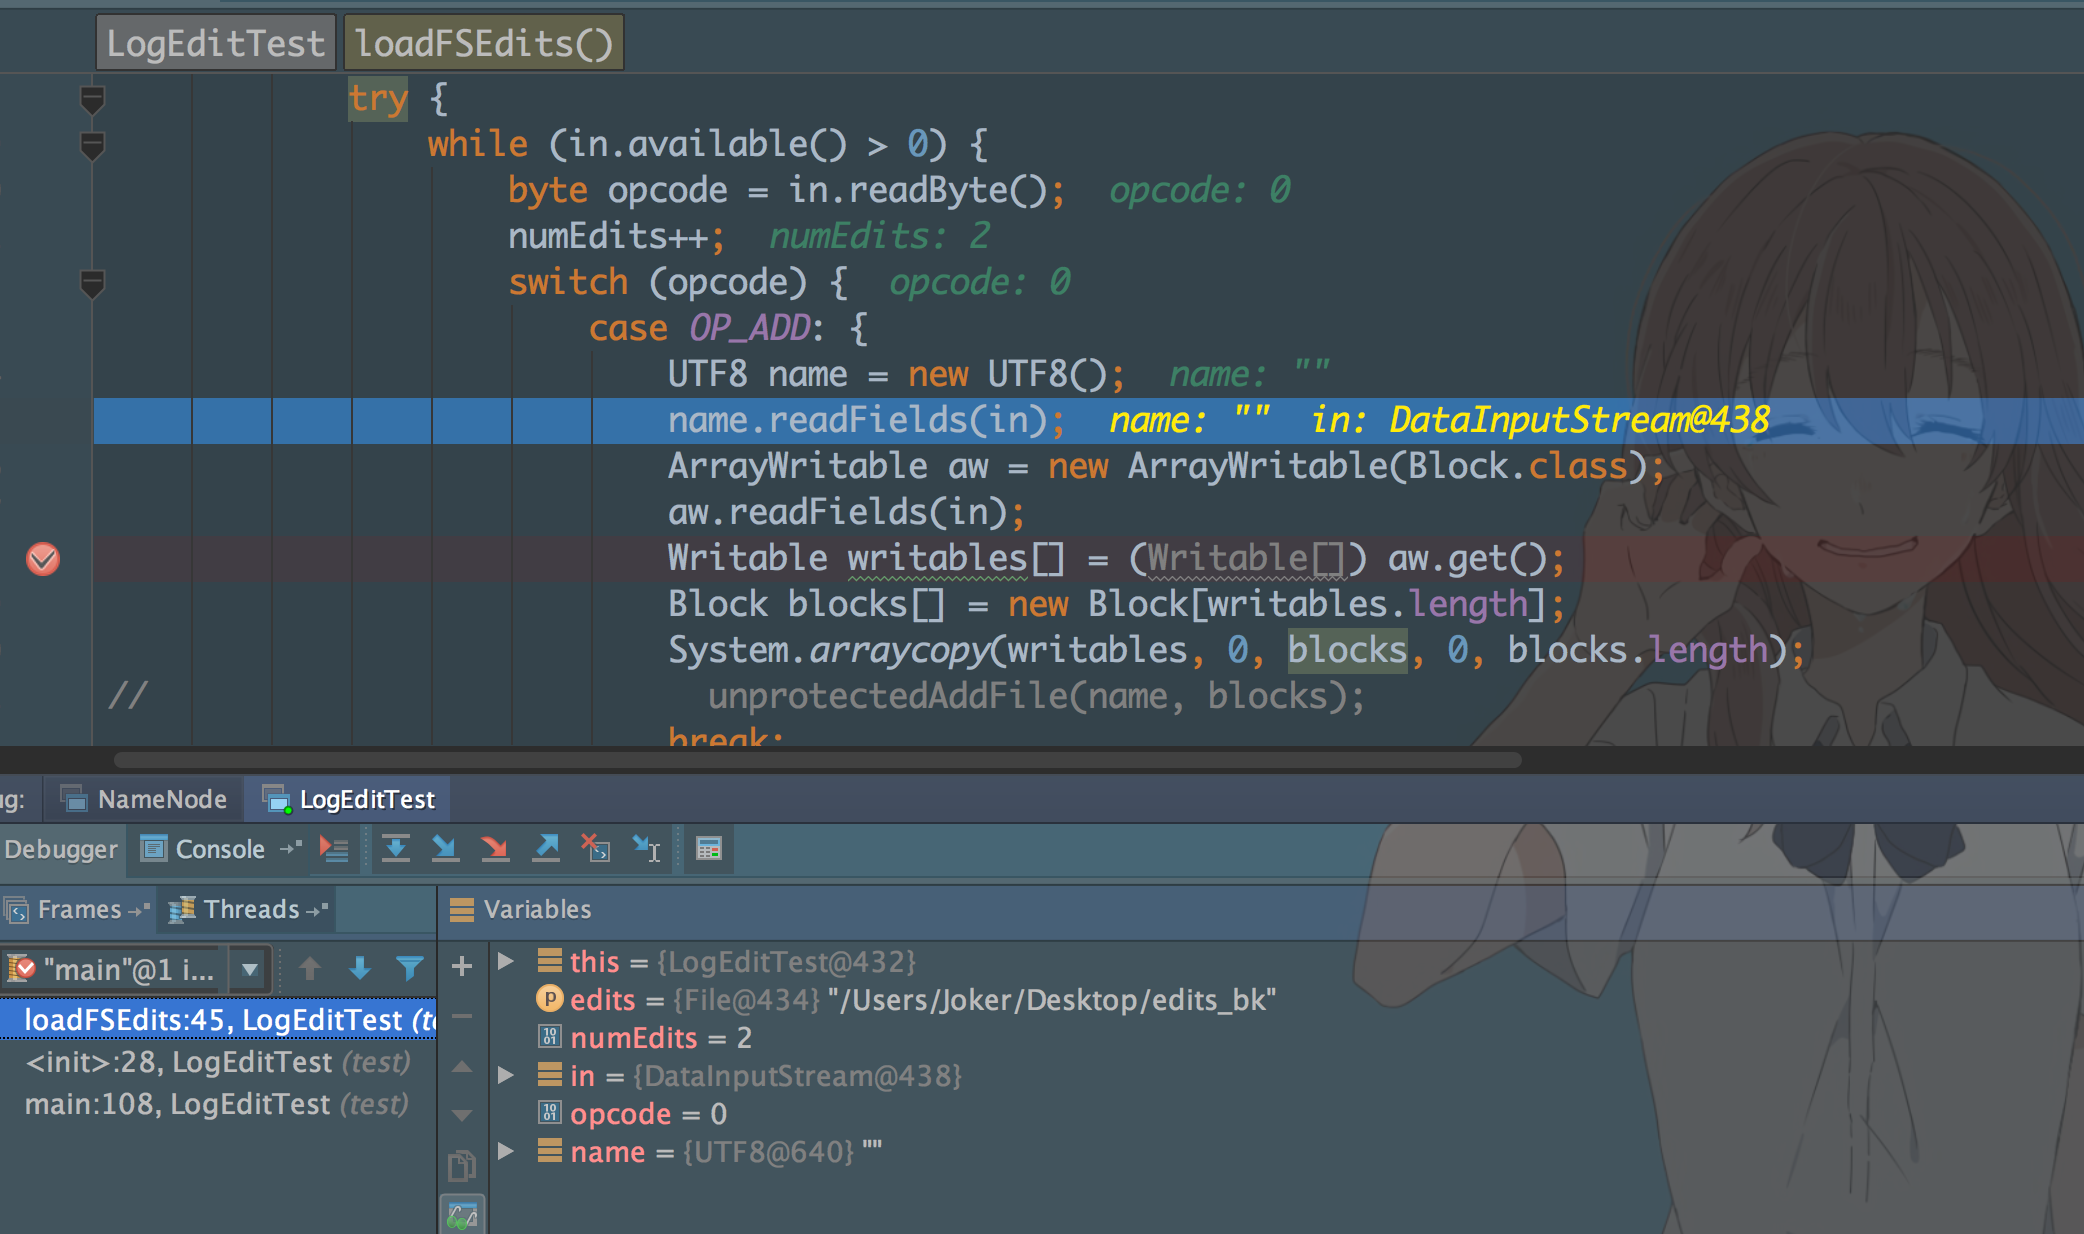 LogEditTest loadFSEdits()
try {
while (in.available() > 0) {
byte opcode = in.readByte(); opcode: 0
numEdits++; numEdits: 2
switch (opcode) { opcode: 0
case OP_ADD: {
UTF8 name = new UTF8(); name: ""
name.readFields(in); name: "" in: DataInputStream@438
ArrayWritable aw = new ArrayWritable(Block.class);
aw.readFields(in);
Writable writables[] = (Writable[]) aw.get();
Block blocks[] = new Block[writables.length];
System.arraycopy(writables, 0, blocks, 0, blocks.length);
// unprotectedAddFile(name, blocks);
break;
ug: NameNode LogEditTest
Debugger Console
Frames Threads Variables
"main"@1 i...
loadFSEdits:45, LogEditTest (te
<init>:28, LogEditTest (test)
main:108, LogEditTest (test)
this = {LogEditTest@432}
edits = {File@434} "/Users/Joker/Desktop/edits_bk"
numEdits = 2
in = {DataInputStream@438}
opcode = 0
name = {UTF8@640} ""